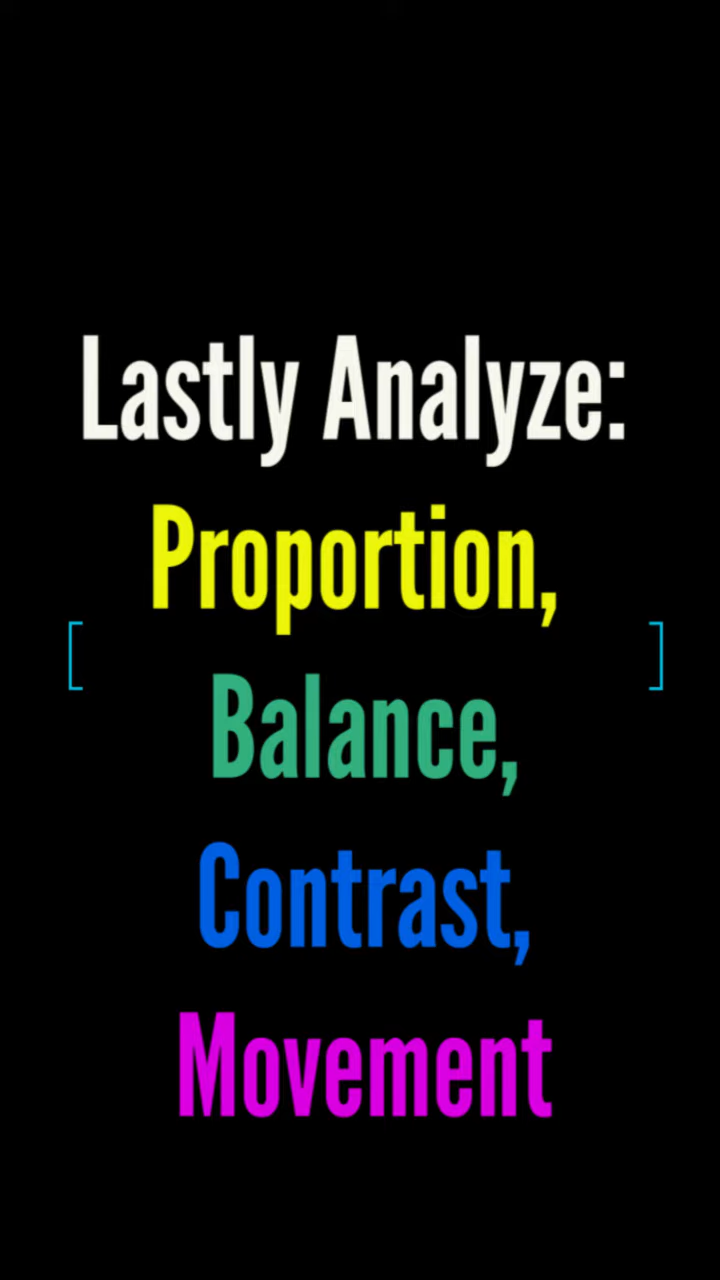 Lastly Analyze:
Proportion,
Balance,
Contrast,
Movement